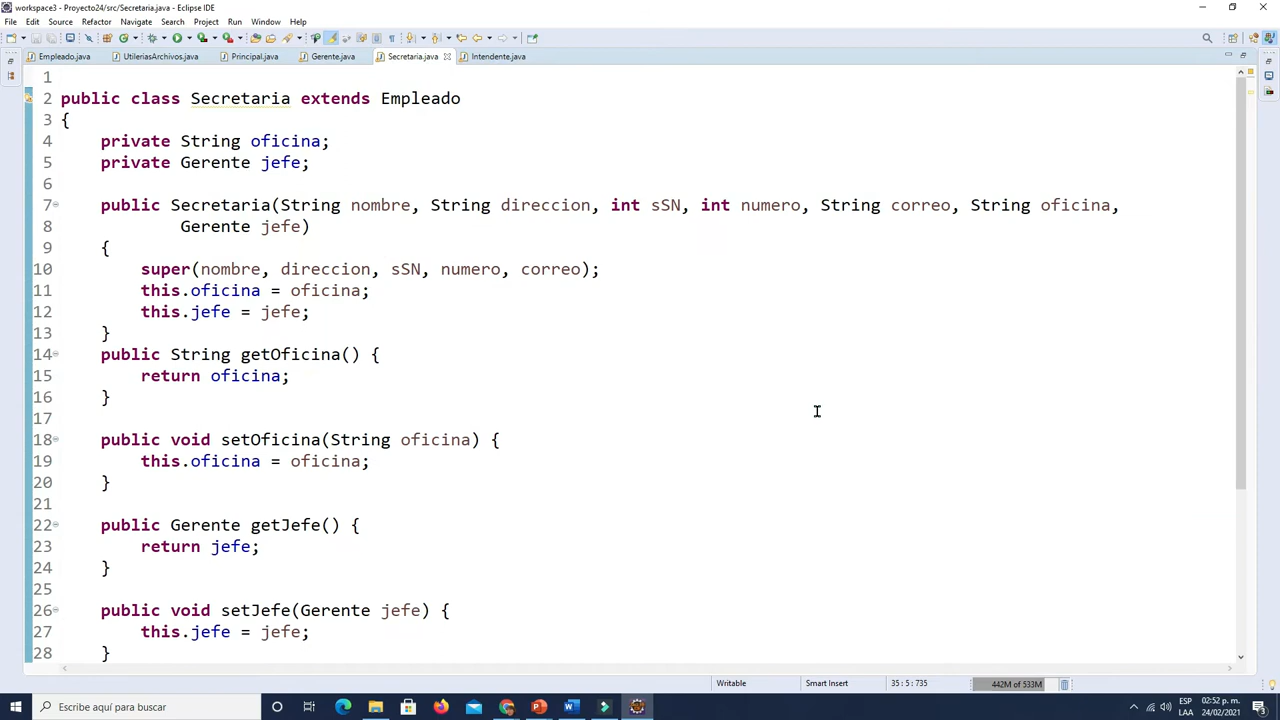 workspace3 - Proyecto24/src/Secretaria.java - Eclipse IDE
File Edit Source Refactor Navigate Search Project Run Window Help
Empleado.java UtileriasArchivos.java Principal.java Gerente.java Secretaria.java Intendente.java
1
2 public class Secretaria extends Empleado
3 {
4 private String oficina;
5 private Gerente jefe;
6
7 public Secretaria(String nombre, String direccion, int sSN, int numero, String correo, String oficina,
8 Gerente jefe)
9 {
10 super(nombre, direccion, sSN, numero, correo);
11 this.oficina = oficina;
12 this.jefe = jefe;
13 }
14 public String getOficina() {
15 return oficina;
16 }
17
18 public void setOficina(String oficina) {
19 this.oficina = oficina;
20 }
21
22 public Gerente getJefe() {
23 return jefe;
24 }
25
26 public void setJefe(Gerente jefe) {
27 this.jefe = jefe;
28 }
Writable Smart Insert 35 : 5 : 735 442M of 533M
Escribe aquí para buscar
ESP 02:52 p. m.
LAA 24/02/2021